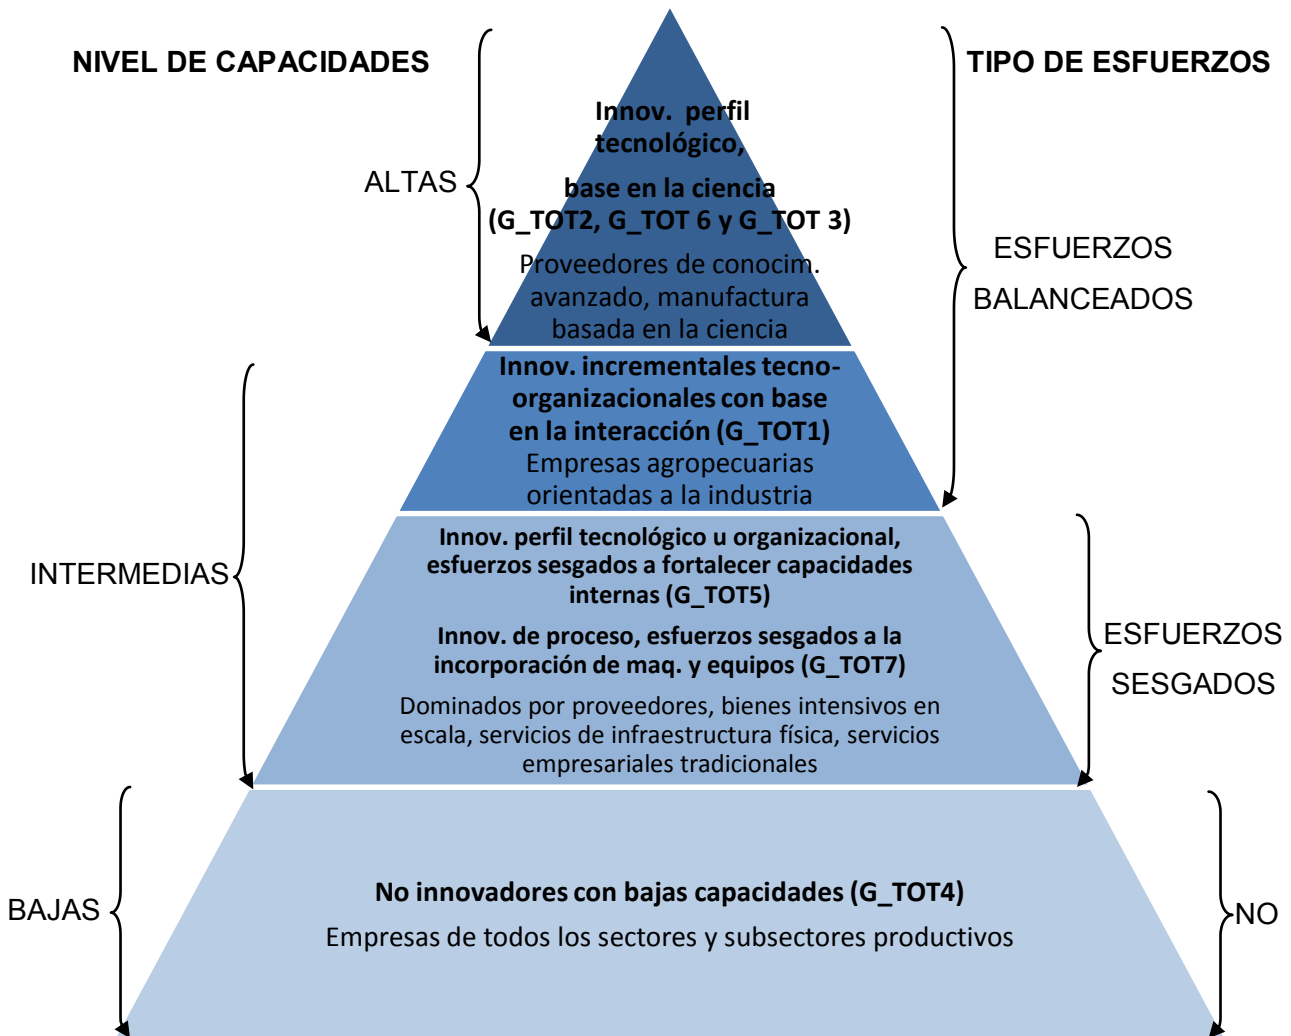 NIVEL DE CAPACIDADES
TIPO DE ESFUERZOS
ALTAS
Innov. perfil
tecnológico,
base en la ciencia
(G_TOT2, G_TOT 6 y G_TOT 3)
Proveedores de conocim.
avanzado, manufactura
basada en la ciencia
ESFUERZOS
BALANCEADOS
Innov. incrementales tecno-
organizacionales con base
en la interacción (G_TOT1)
Empresas agropecuarias
orientadas a la industria
INTERMEDIAS
Innov. perfil tecnológico u organizacional,
esfuerzos sesgados a fortalecer capacidades
internas (G_TOT5)
Innov. de proceso, esfuerzos sesgados a la
incorporación de maq. y equipos (G_TOT7)
Dominados por proveedores, bienes intensivos en
escala, servicios de infraestructura física, servicios
empresariales tradicionales
ESFUERZOS
SESGADOS
BAJAS
No innovadores con bajas capacidades (G_TOT4)
Empresas de todos los sectores y subsectores productivos
NO